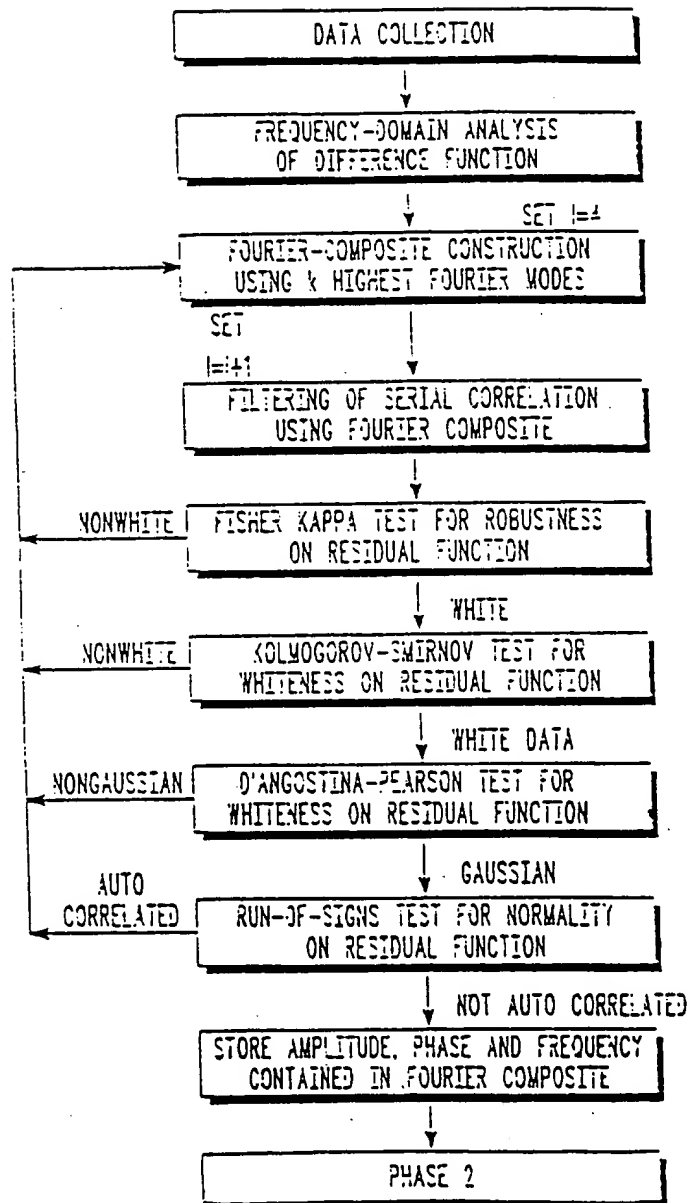 DATA COLLECTION
FREQUENCY-DOMAIN ANALYSIS
OF DIFFERENCE FUNCTION
SET
FOURIER-COMPOSITE CONSTRUCTION
USING HIGHEST FOURIER MODES
SET
FILTERING OF SERIAL CORRELATION
USING FOURIER COMPOSITE
NONWHITE
FISHER KAPPA TEST FOR ROBUSTNESS
ON RESIDUAL FUNCTION
WHITE
NONWHITE
KOLMOGOROV-SMIRNOV TEST FOR
WHITENESS ON RESIDUAL FUNCTION
WHITE DATA
NONGAUSSIAN
D'ANGOSTINA-PEARSON TEST FOR
WHITENESS ON RESIDUAL FUNCTION
GAUSSIAN
AUTO
CORRELATED
RUN-OF-SIGNS TEST FOR NORMALITY
ON RESIDUAL FUNCTION
NOT AUTO CORRELATED
STORE AMPLITUDE, PHASE AND FREQUENCY
CONTAINED IN FOURIER COMPOSITE
PHASE 2